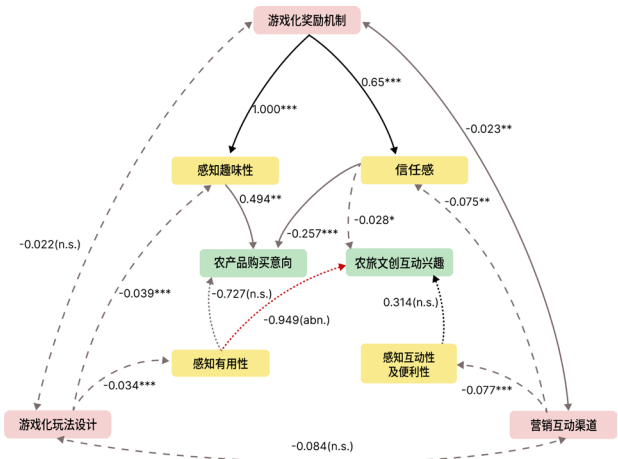 游戏化奖励机制
0.65***
1.000***
-0.023**
感知趣味性
信任感
0.494**
-0.075**
-0.028*
-0.257***
-0.022(n.s.)
农产品购买意向
农旅文创互动兴趣
-0.039***
-0.727(n.s.)
0.314(n.s.)
-0.949(abn.)
感知有用性
感知互动性
及便利性
-0.034***
-0.077***
游戏化玩法设计
营销互动渠道
-0.084(n.s.)